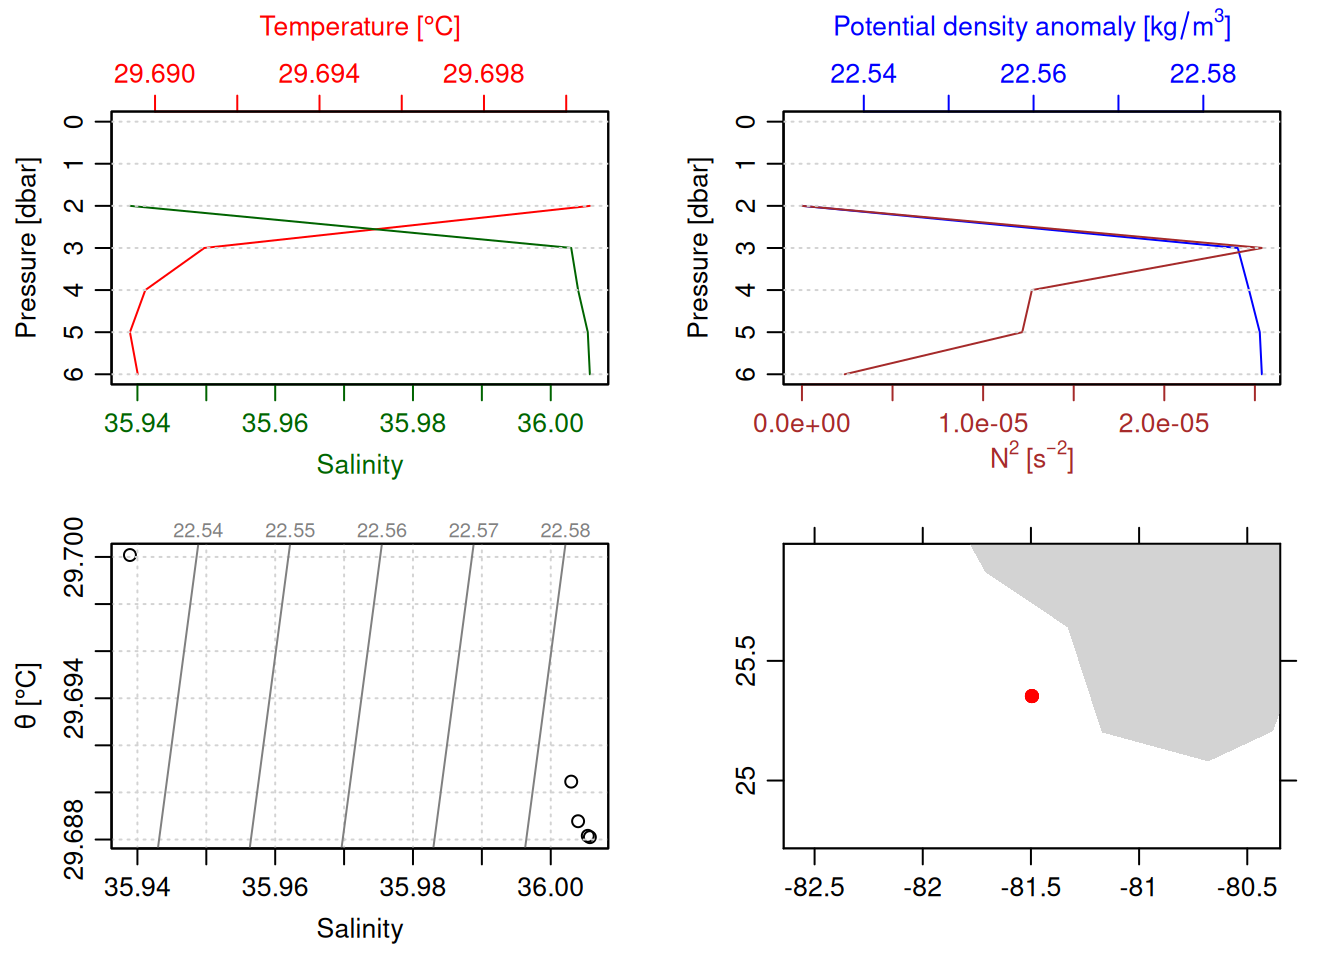 Temperature [°C]
29.690 29.694 29.698
Pressure [dbar]
0 1 2 3 4 5 6
35.94 35.96 35.98 36.00
Salinity
Potential density anomaly [kg/m³]
22.54 22.56 22.58
Pressure [dbar]
0 1 2 3 4 5 6
0.0e+00 1.0e-05 2.0e-05
N² [s⁻²]
22.54 22.55 22.56 22.57 22.58
θ [°C]
29.700
29.694
29.688
35.94 35.96 35.98 36.00
Salinity
25.5
25
-82.5 -82 -81.5 -81 -80.5